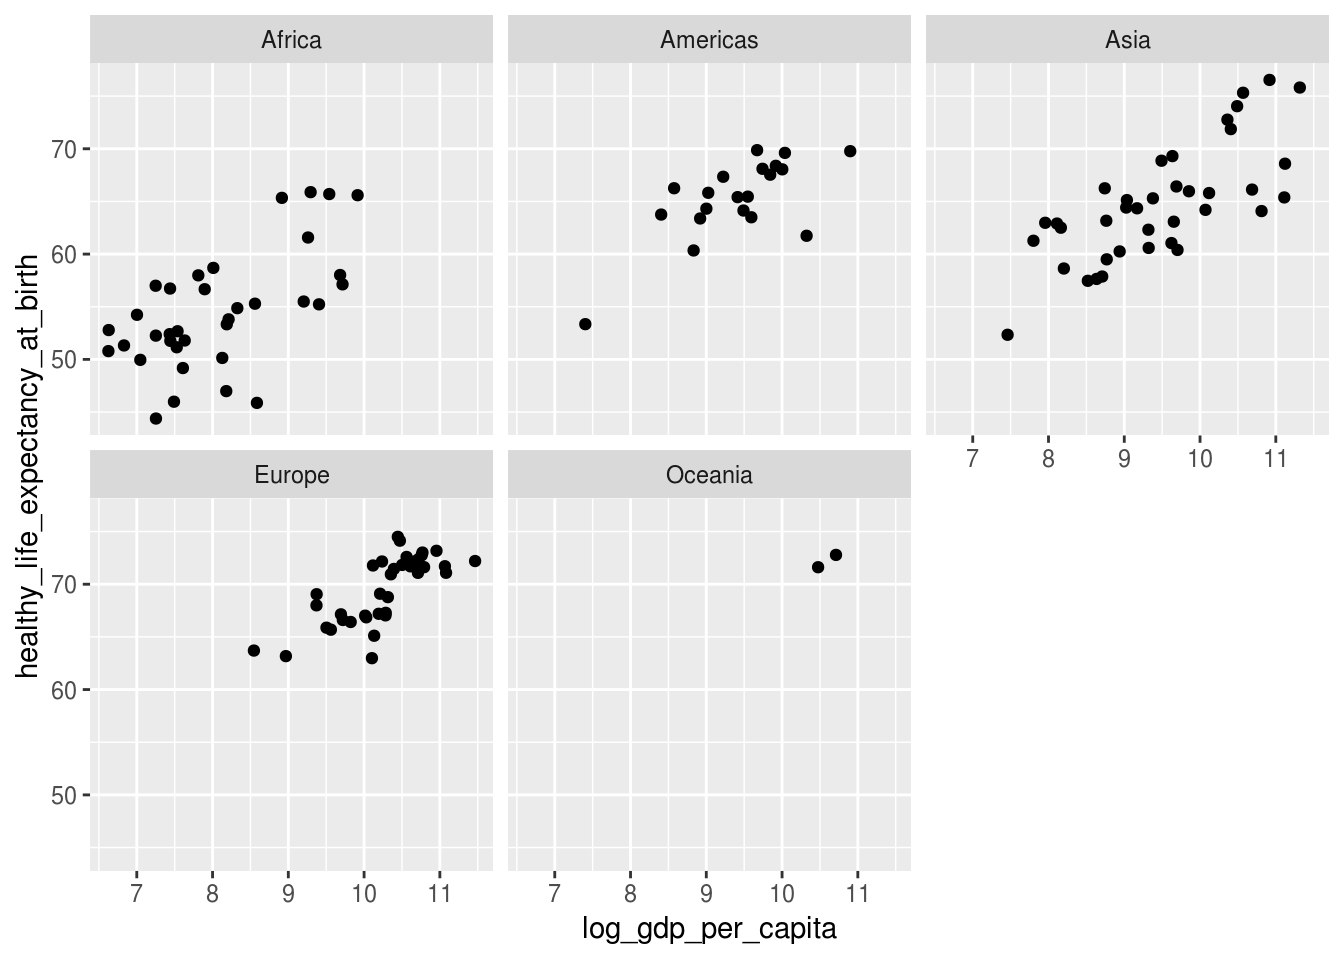 Africa
Americas
Asia
70
60
50
7 8 9 10 11
Europe
Oceania
70
60
50
7 8 9 10 11
7 8 9 10 11
healthy_life_expectancy_at_birth
log_gdp_per_capita